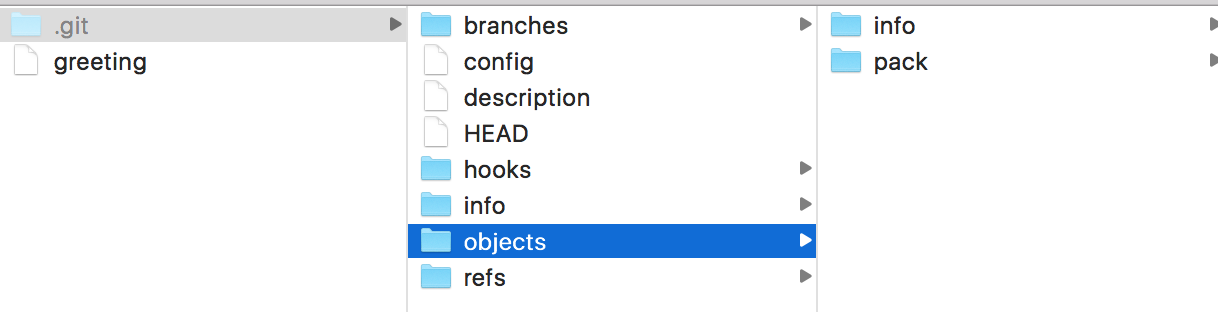 .git
greeting
branches
config
description
HEAD
hooks
info
objects
refs
info
pack